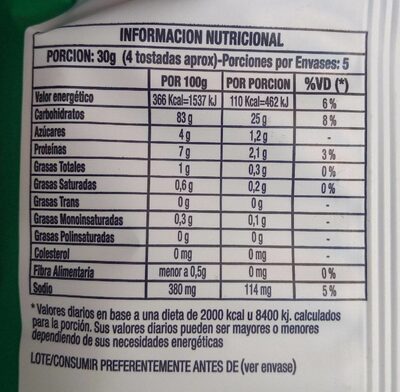 INFORMACION NUTRICIONAL
PORCION: 30g (4 tostadas aprox)-Porciones por Envases: 5
POR 100g POR PORCION %VD (*)
Valor energético 366 Kcal=1537 kJ 110 Kcal=462 kJ 6 %
Carbohidratos 83 g 25 g 8 %
Azúcares 4 g 1,2 g -
Proteínas 7 g 2,1 g 3 %
Grasas Totales 1 g 0,3 g 0 %
Grasas Saturadas 0,6 g 0,2 g 0 %
Grasas Trans 0 g 0 g -
Grasas Monoinsaturadas 0,3 g 0,1 g -
Grasas Polinsaturadas 0 g 0 g -
Colesterol 0 mg 0 mg -
Fibra Alimentaria menor a 0,5g 0 mg 0 %
Sodio 380 mg 114 mg 5 %
* Valores diarios en base a una dieta de 2000 kcal u 8400 kj. calculados
para la porción. Sus valores diarios pueden ser mayores o menores
dependiendo de sus necesidades energéticas
LOTE/CONSUMIR PREFERENTEMENTE ANTES DE (ver envase)